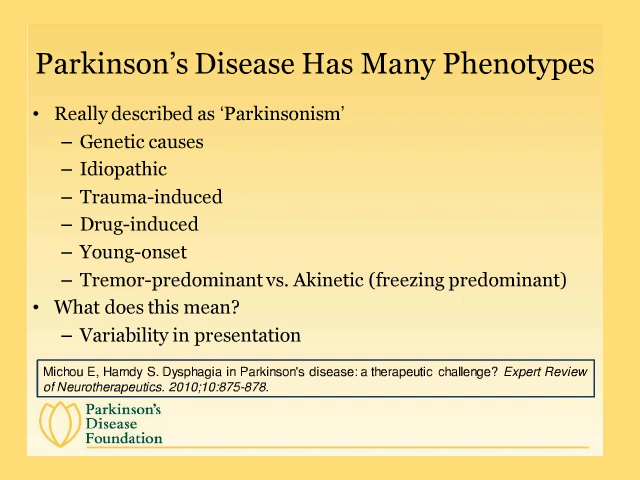 Parkinson’s Disease Has Many Phenotypes
• Really described as ‘Parkinsonism’
– Genetic causes
– Idiopathic
– Trauma-induced
– Drug-induced
– Young-onset
– Tremor-predominant vs. Akinetic (freezing predominant)
• What does this mean?
– Variability in presentation
Michou E, Hamdy S. Dysphagia in Parkinson's disease: a therapeutic challenge? Expert Review
of Neurotherapeutics. 2010;10:875-878.
Parkinson's
Disease
Foundation